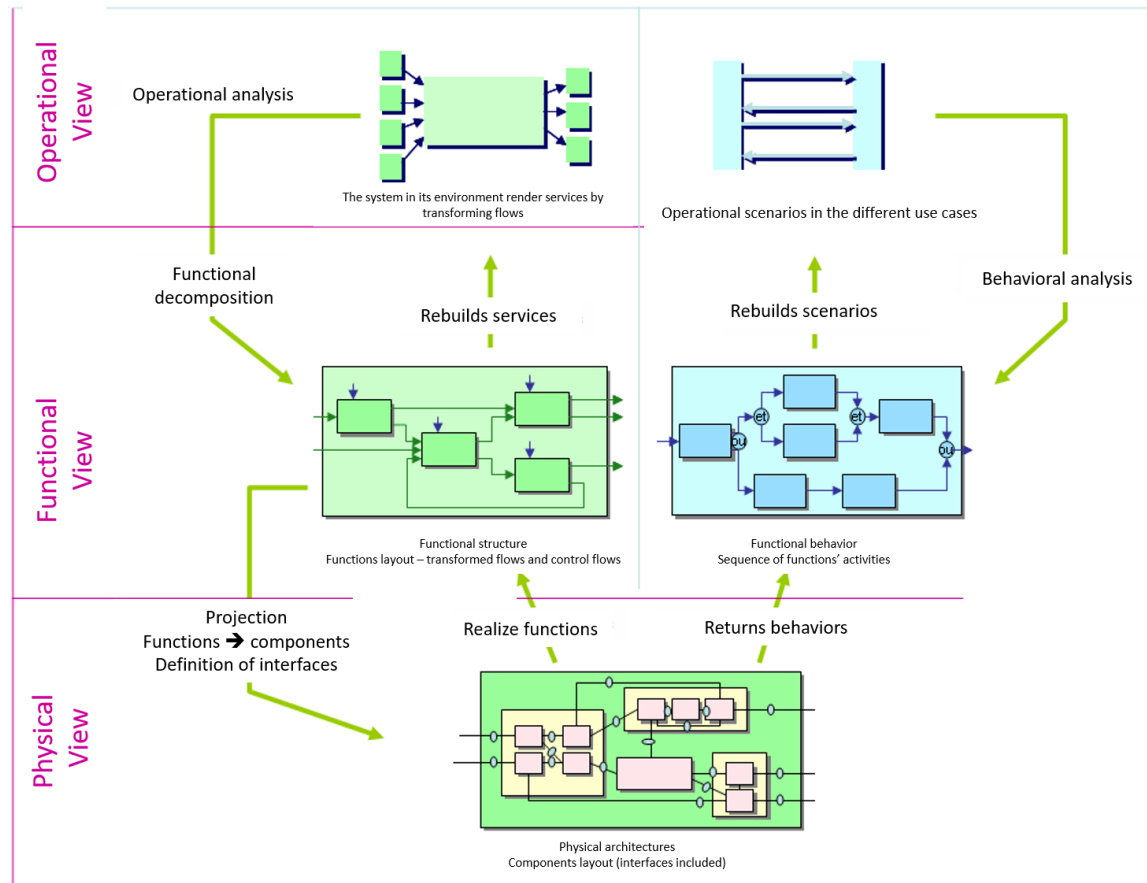 Operational
View
Operational analysis
The system in its environment render services by
transforming flows
Operational scenarios in the different use cases
Functional
View
Functional
decomposition
Rebuilds services
Rebuilds scenarios
Behavioral analysis
ou
et
et
ou
Functional structure
Functions layout – transformed flows and control flows
Functional behavior
Sequence of functions’ activities
Physical
View
Projection
Functions ➔ components
Definition of interfaces
Realize functions
Returns behaviors
Physical architectures
Components layout (interfaces included)